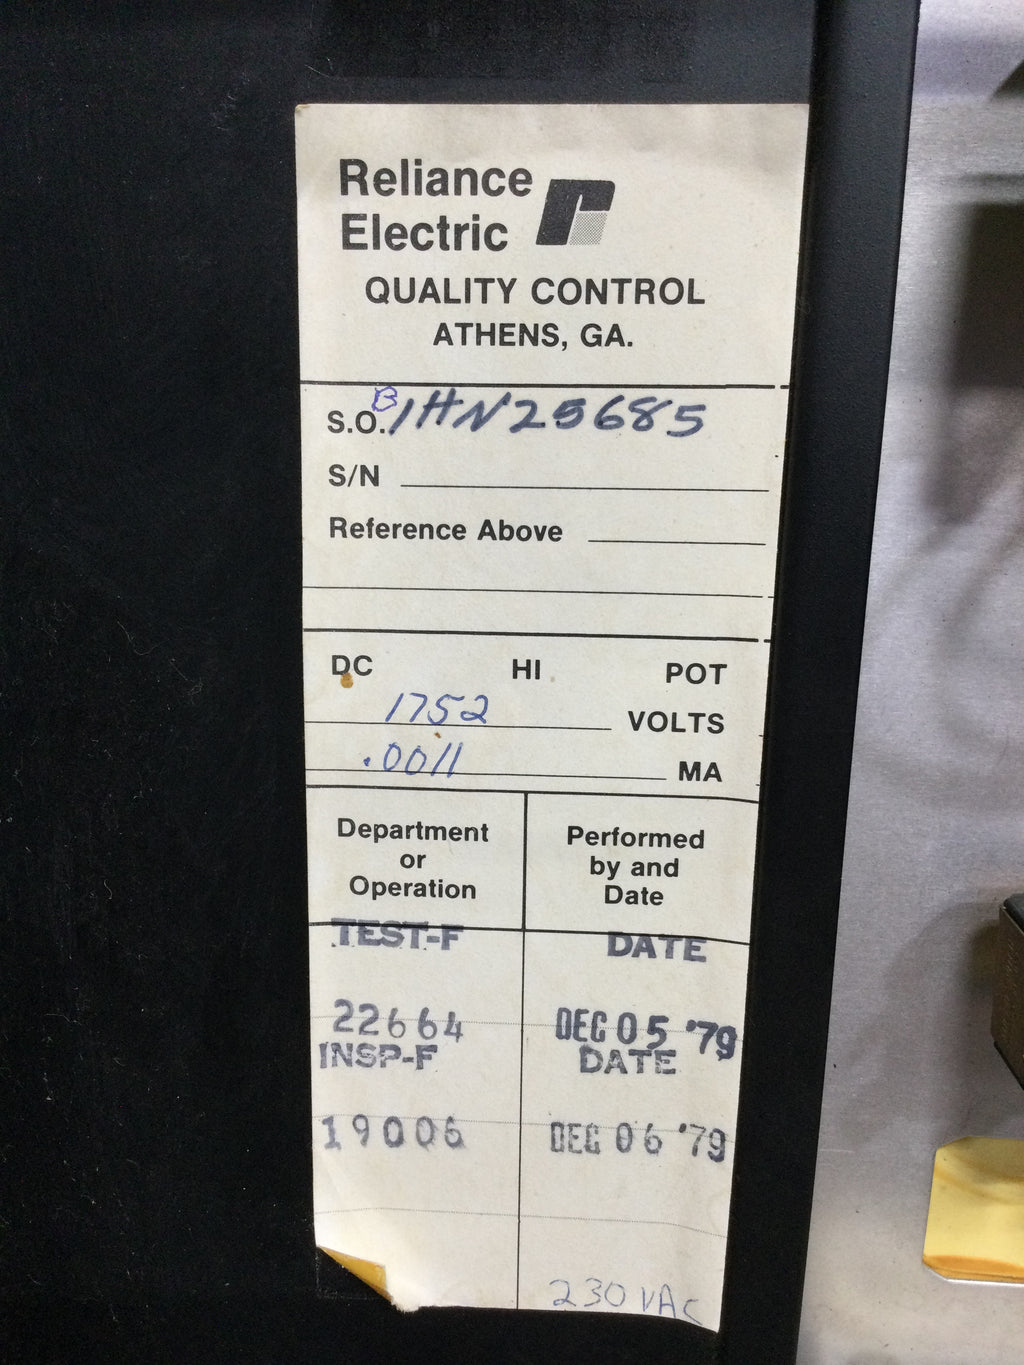 Reliance
Electric
QUALITY CONTROL
ATHENS, GA.
S.O. B 1HN25685
S/N
Reference Above
DC HI POT
1752 VOLTS
.0011 MA
Department
or
Operation
Performed
by and
Date
TEST-F DATE
22664 DEC 05 '79
INSP-F DATE
19006 DEC 06 '79
230 VAC